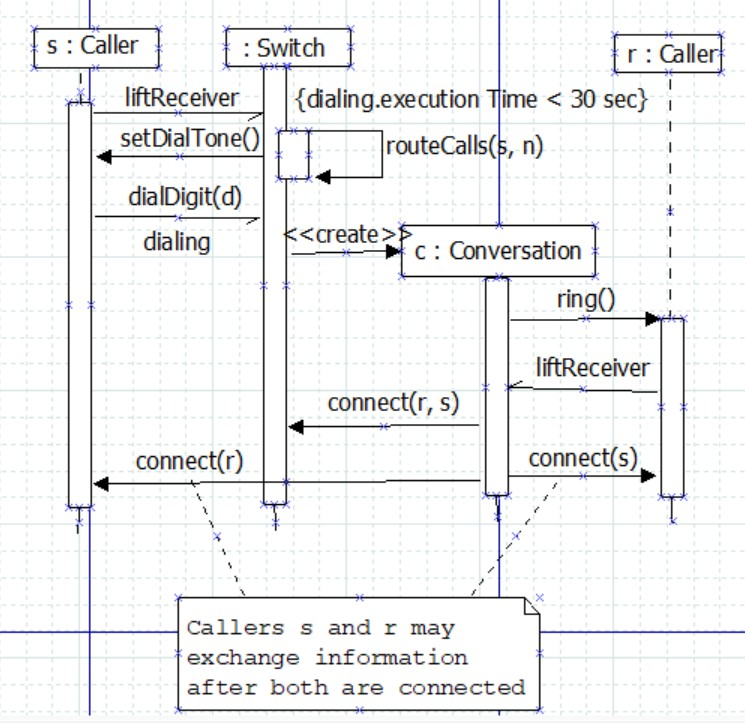 s : Caller
: Switch
r : Caller
liftReceiver
{dialing.execution Time < 30 sec}
setDialTone()
routeCalls(s, n)
dialDigit(d)
dialing
<<create>>
c : Conversation
ring()
liftReceiver
connect(r, s)
connect(r)
connect(s)
Callers s and r may
exchange information
after both are connected